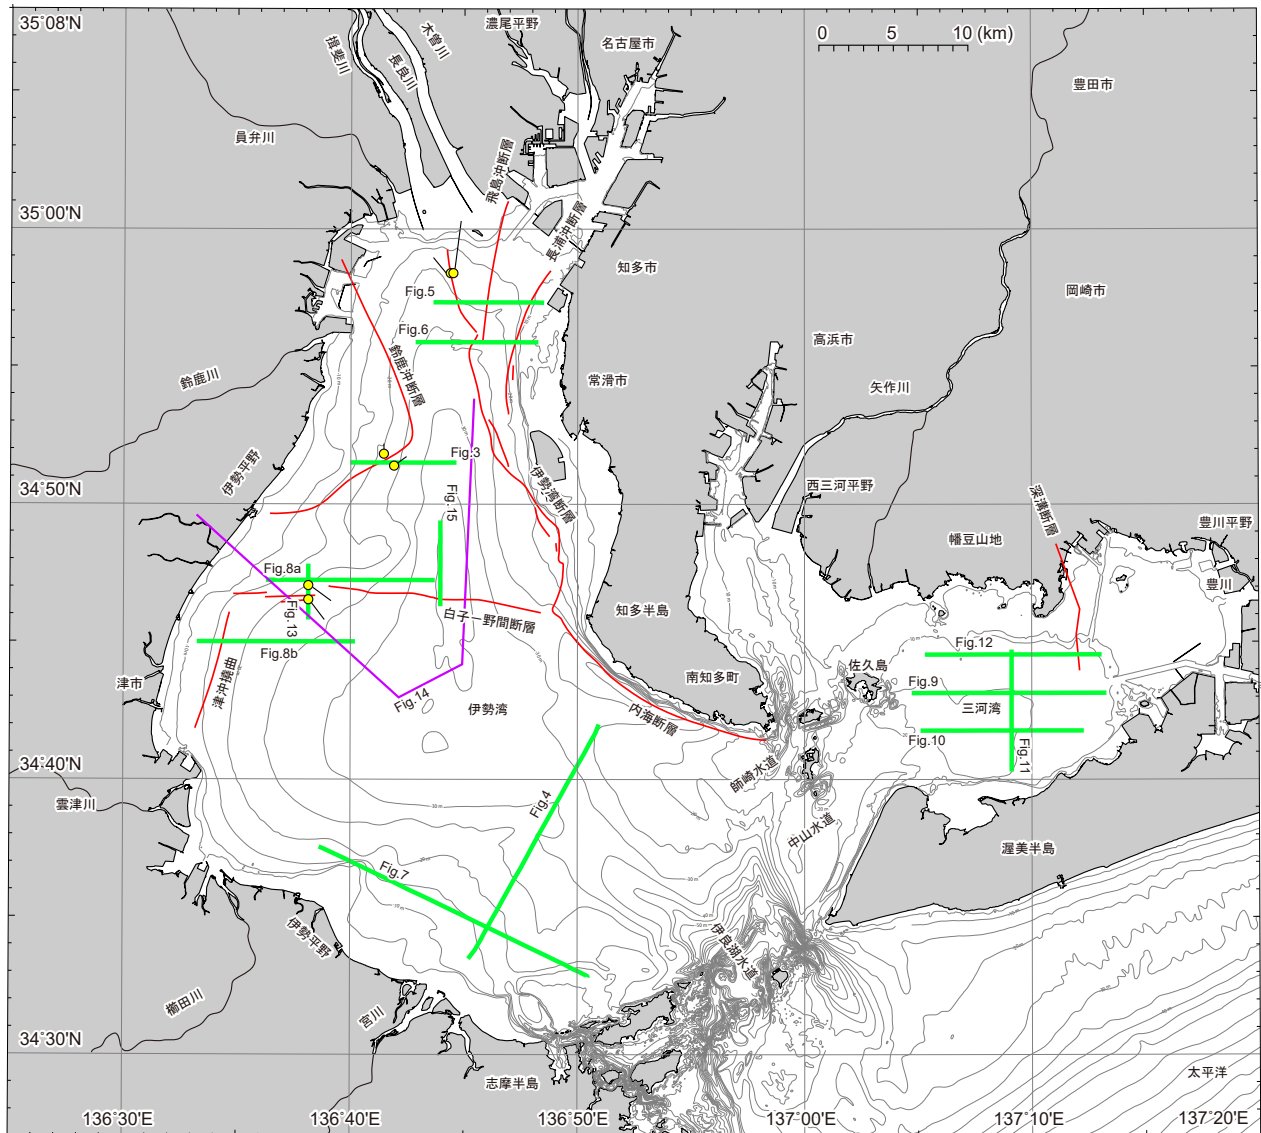 35°08'N
揖斐川
長良川
木曽川
濃尾平野
名古屋市
0 5 10 (km)
豊田市
員弁川
飛島沖断層
長浦沖断層
35°00'N
知多市
岡崎市
Fig.5
Fig.6
鈴鹿沖断層
高浜市
鈴鹿川
常滑市
矢作川
伊勢平野
Fig.3
Fig.15
伊勢湾断層
34°50'N
西三河平野
深溝断層
豊川平野
幡豆山地
豊川
Fig.8a
Fig.13
白子ー野間断層
知多半島
Fig.8b
Fig.12
津市
津沖撓曲
Fig.14
伊勢湾
南知多町
佐久島
Fig.9
三河湾
内海断層
Fig.10
Fig.11
34°40'N
師崎水道
雲津川
Fig.4
中山水道
渥美半島
Fig.7
伊勢平野
伊良湖水道
櫛田川
宮川
34°30'N
志摩半島
太平洋
136°30'E
136°40'E
136°50'E
137°00'E
137°10'E
137°20'E